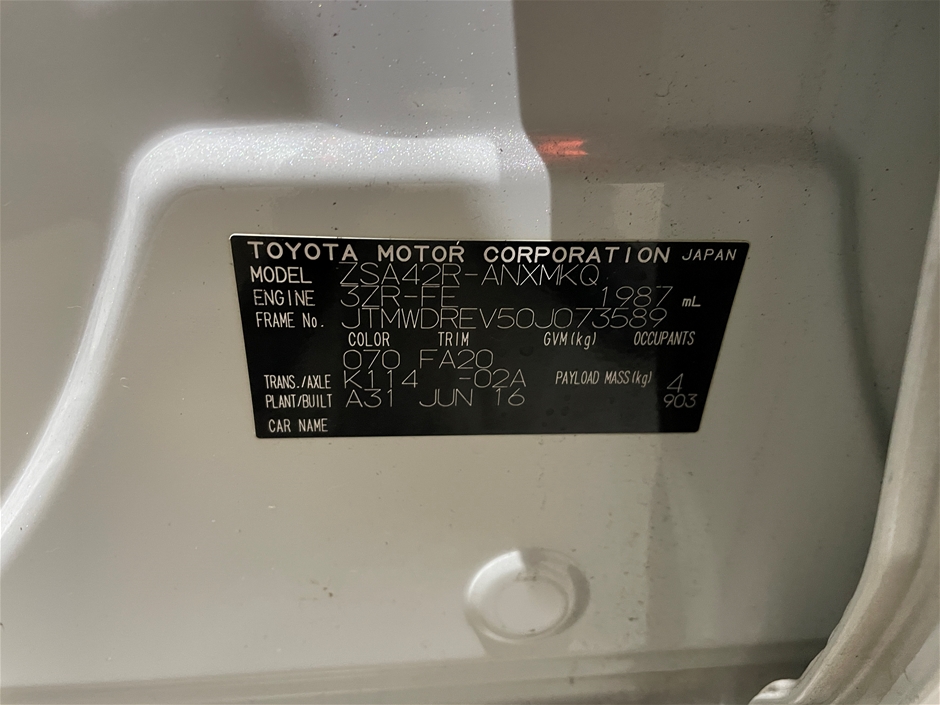 TOYOTA MOTOR CORPORATION JAPAN
MODEL ZSA42R-ANXMKQ
ENGINE 3ZR-FE 1987 mL
FRAME No. JTMWDREV50J073589
COLOR TRIM GVM(kg) OCCUPANTS
070 FA20
TRANS./AXLE K114 -02A PAYLOAD MASS(kg) 4
PLANT/BUILT A31 JUN 16 903
CAR NAME